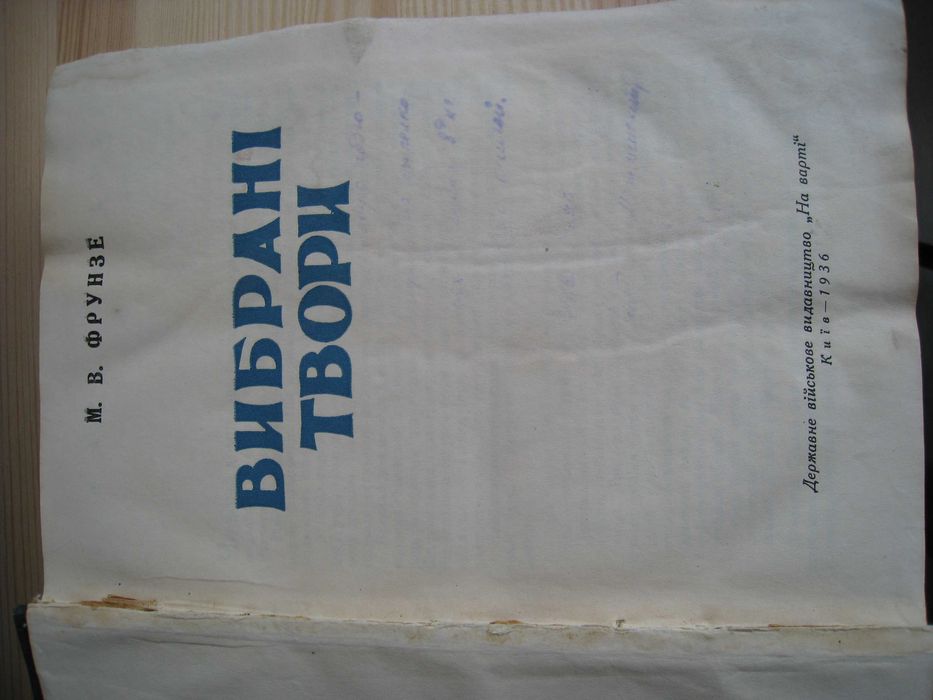 М. В. ФРУНЗЕ
ВИБРАНІ
ТВОРИ
Державне військове видавництво „На варті“
Київ—1936